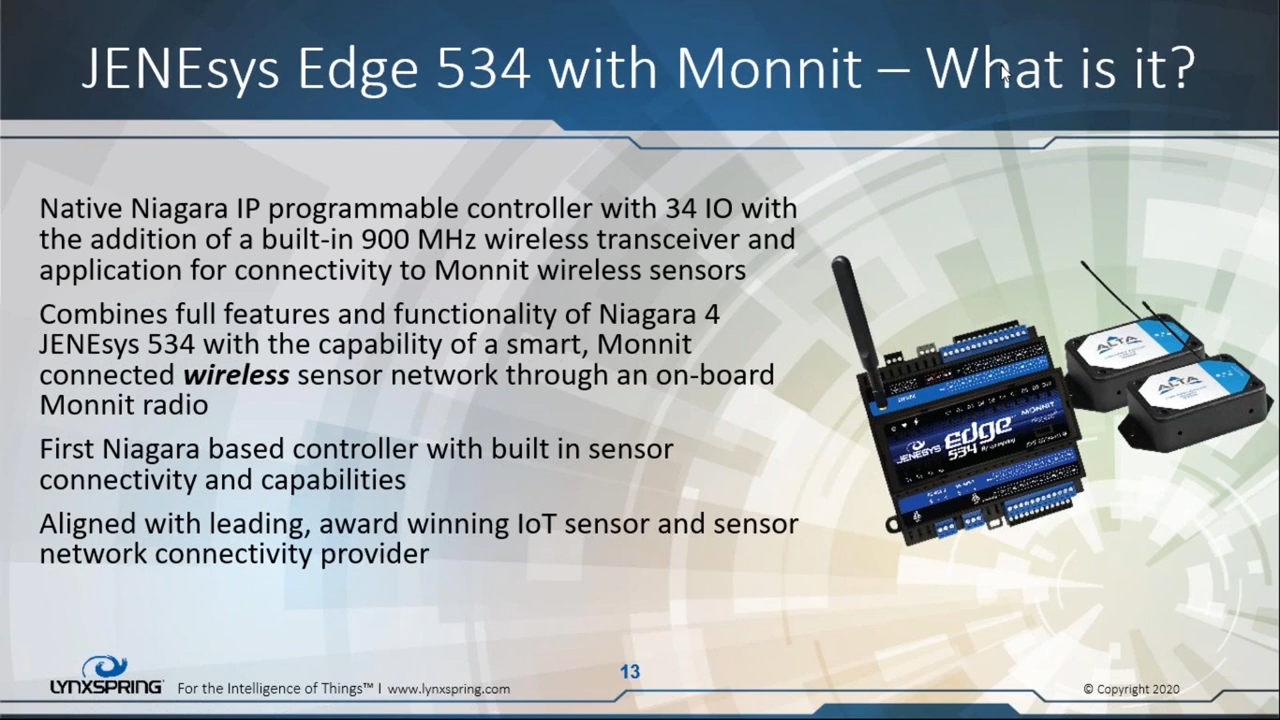 JENEsys Edge 534 with Monnit – What is it?
Native Niagara IP programmable controller with 34 IO with
the addition of a built-in 900 MHz wireless transceiver and
application for connectivity to Monnit wireless sensors
Combines full features and functionality of Niagara 4
JENEsys 534 with the capability of a smart, Monnit
connected wireless sensor network through an on-board
Monnit radio
First Niagara based controller with built in sensor
connectivity and capabilities
Aligned with leading, award winning IoT sensor and sensor
network connectivity provider
ALTA
ALTA
MONNIT
JENESYS edge
534
LYNXSPRING
For the Intelligence of Things™ | www.lynxspring.com
13
© Copyright 2020